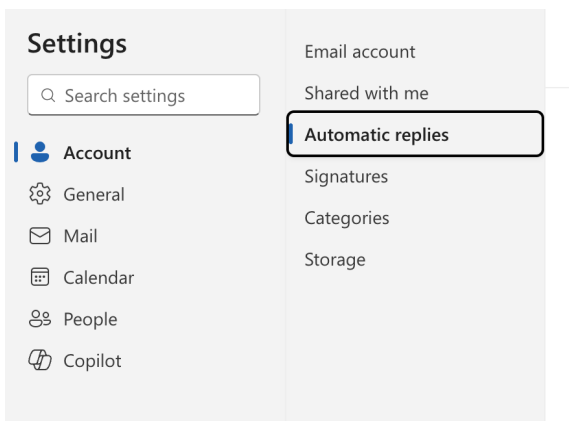 Settings
Search settings
Account
General
Mail
Calendar
People
Copilot
Email account
Shared with me
Automatic replies
Signatures
Categories
Storage